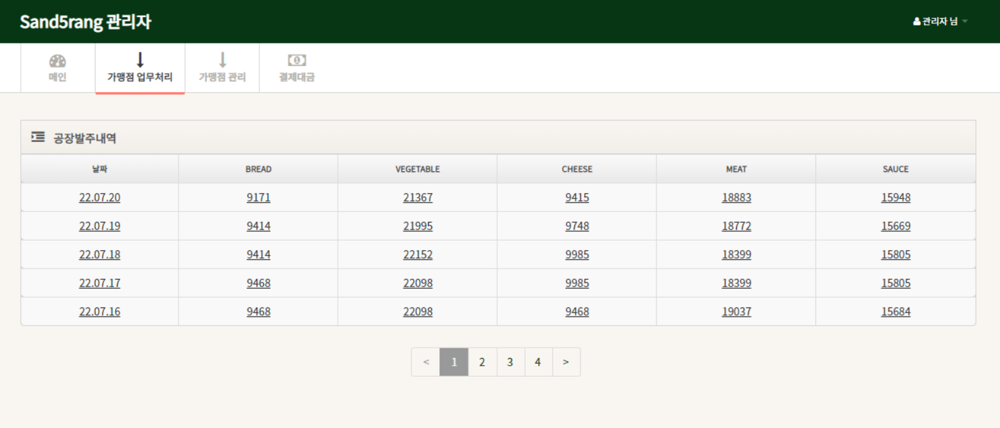 Sand5rang 관리자
관리자 님
메인
가맹점 업무처리
가맹점 관리
결제대금
공장발주내역
날짜 BREAD VEGETABLE CHEESE MEAT SAUCE
22.07.20 9171 21367 9415 18883 15948
22.07.19 9414 21995 9748 18772 15669
22.07.18 9414 22152 9985 18399 15805
22.07.17 9468 22098 9985 18399 15805
22.07.16 9468 22098 9468 19037 15684
< 1 2 3 4 >